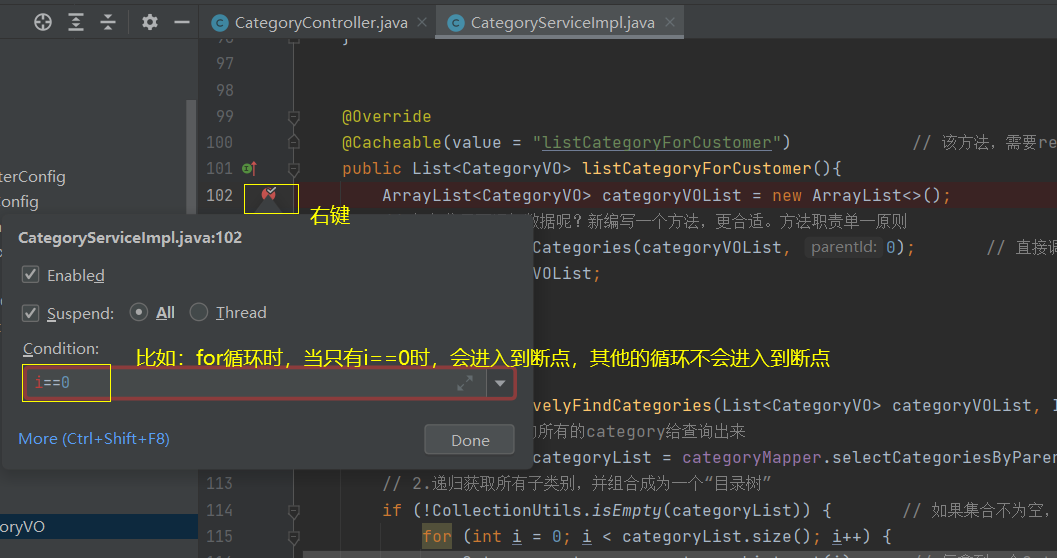 CategoryController.java
CategoryServiceImpl.java
97
98
99 @Override
100 @Cacheable(value = "listCategoryForCustomer") // 该方法，需要re
101 public List<CategoryVO> listCategoryForCustomer(){
102 ArrayList<CategoryVO> categoryVOList = new ArrayList<>();
右键
数据呢？新编写一个方法，更合适。方法职责单一原则
Categories(categoryVOList, parentId: 0); // 直接调
VOList;
terConfig
onfig
CategoryServiceImpl.java:102
Enabled
Suspend: All Thread
Condition:
比如：for循环时，当只有i==0时，会进入到断点，其他的循环不会进入到断点
i==0
velyFindCategories(List<CategoryVO> categoryVOList, I
所有的category给查询出来
More (Ctrl+Shift+F8)
Done
categoryList = categoryMapper.selectCategoriesByParen
113 // 2.递归获取所有子类别，并组合成为一个“目录树”
114 if (!CollectionUtils.isEmpty(categoryList)) { // 如果集合不为空，
oryVO
115 for (int i = 0; i < categoryList.size(); i++) {